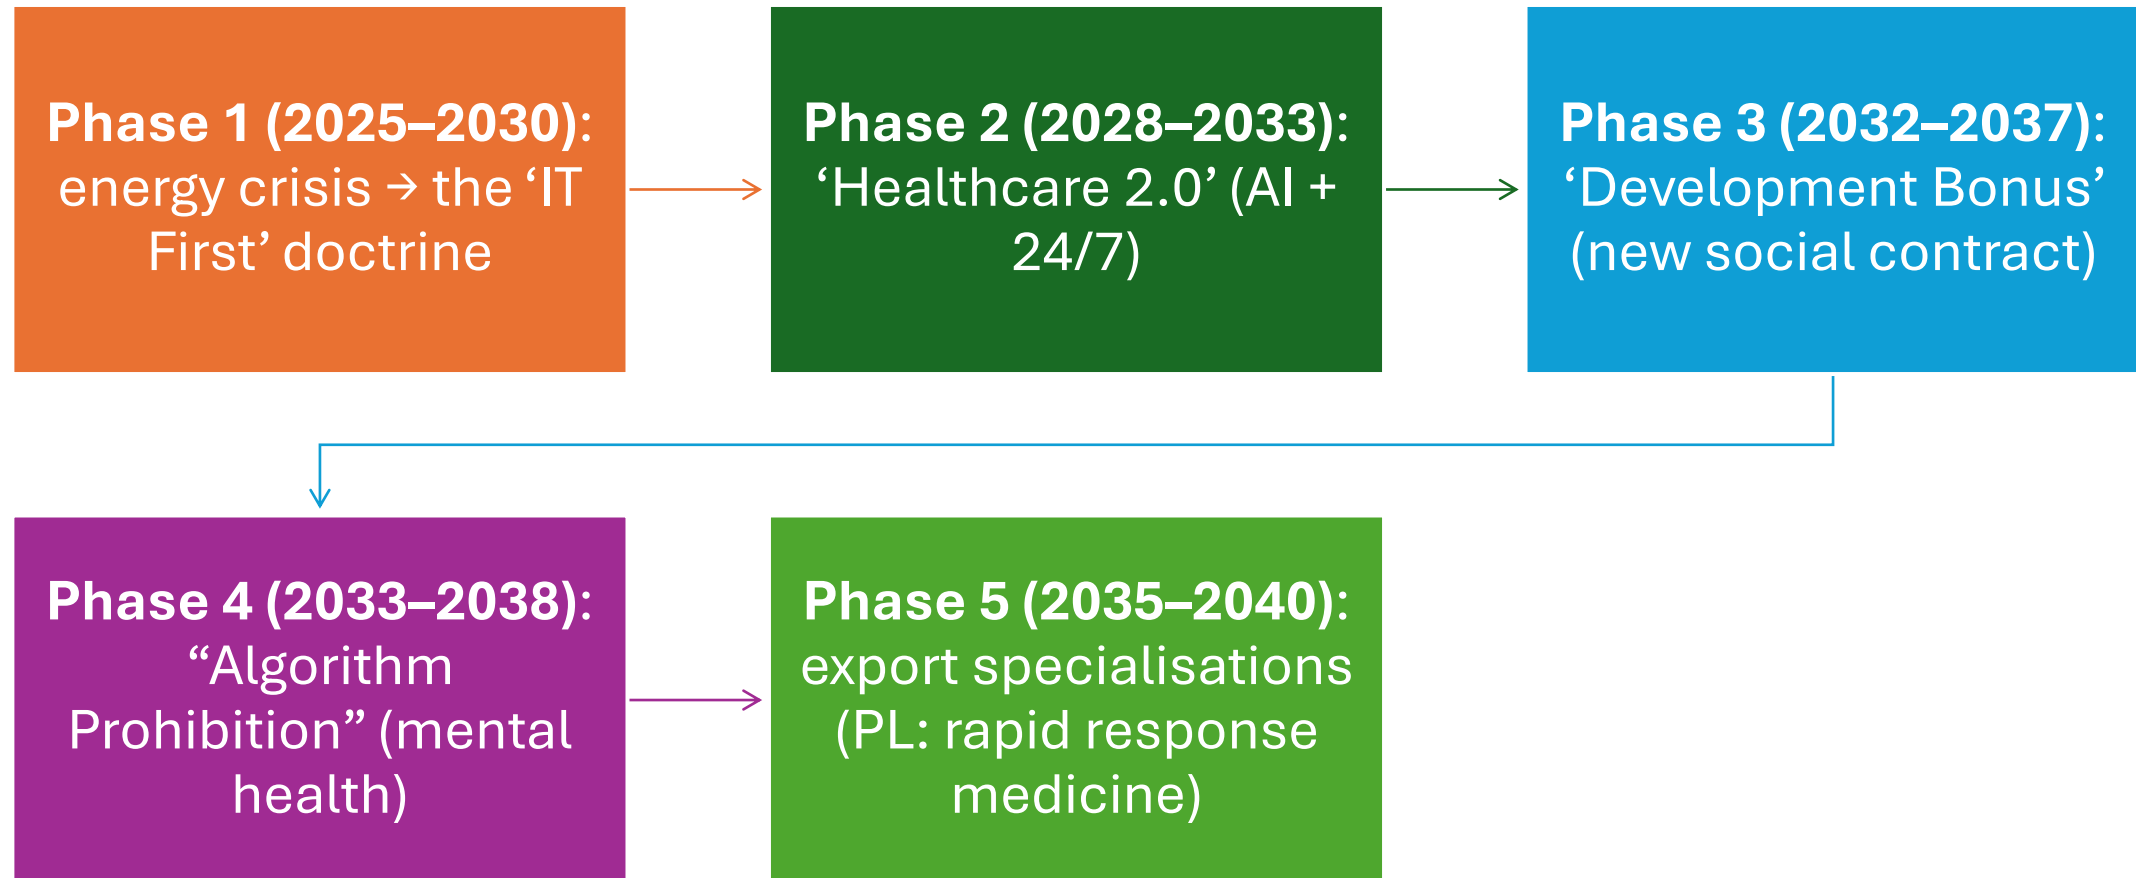 Phase 1 (2025–2030):
energy crisis → the ‘IT
First’ doctrine
Phase 2 (2028–2033):
‘Healthcare 2.0’ (AI +
24/7)
Phase 3 (2032–2037):
‘Development Bonus’
(new social contract)
Phase 4 (2033–2038):
“Algorithm
Prohibition” (mental
health)
Phase 5 (2035–2040):
export specialisations
(PL: rapid response
medicine)